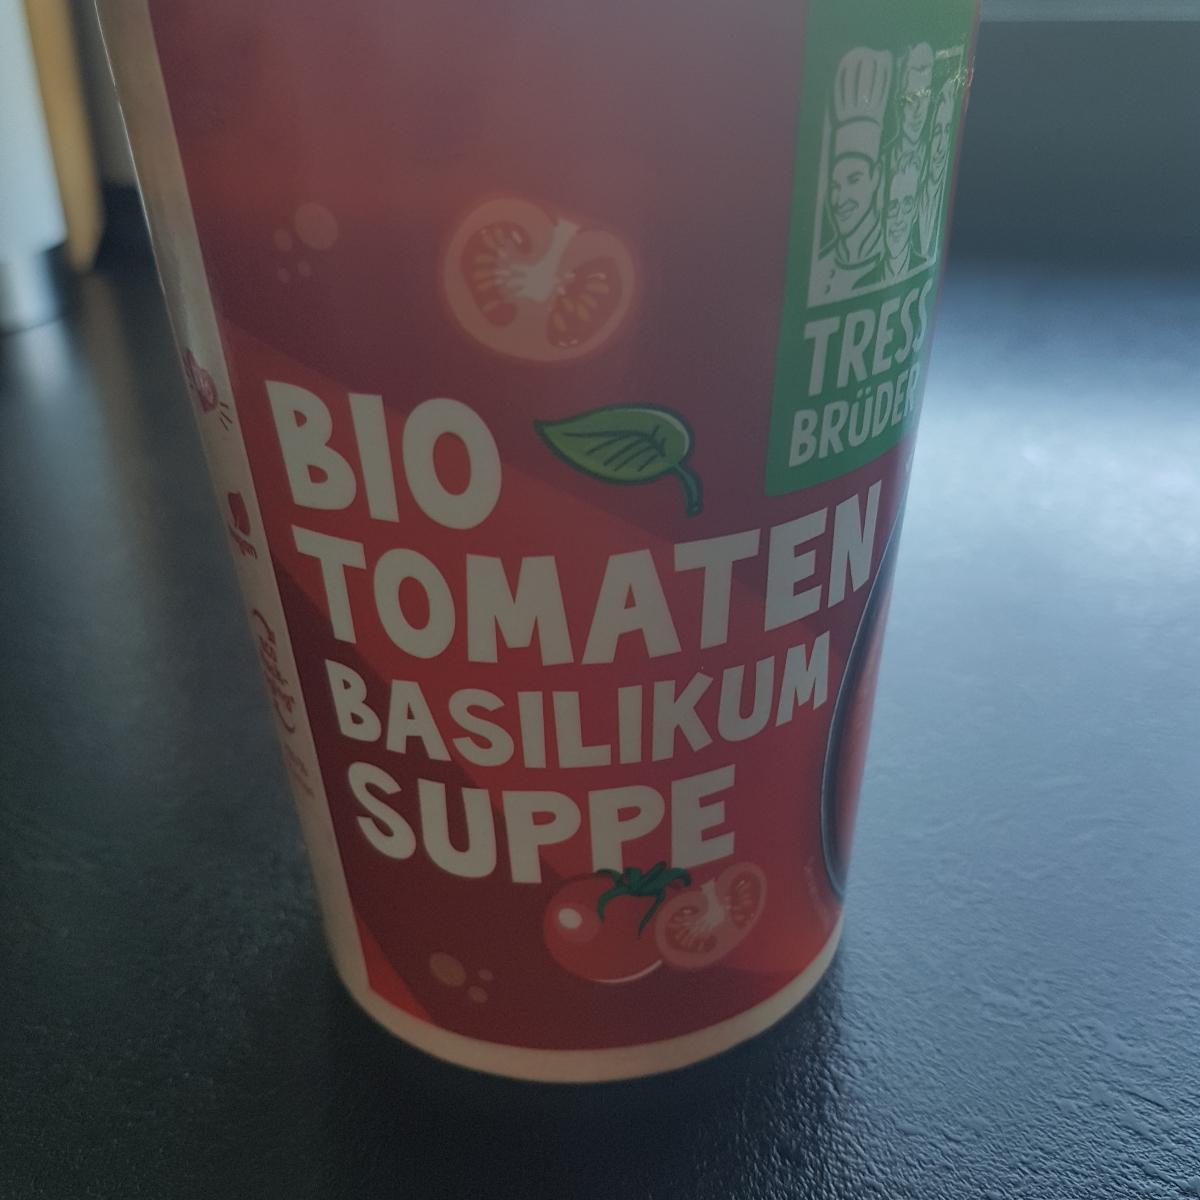 TRESS
BRÜDER
BIO
TOMATEN
BASILIKUM
SUPPE